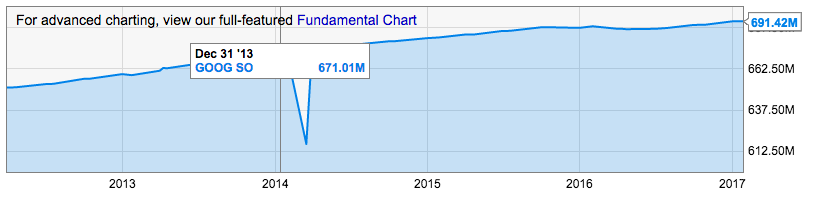 For advanced charting, view our full-featured Fundamental Chart
691.42M
Dec 31 '13
GOOG SO 671.01M
662.50M
637.50M
612.50M
2013 2014 2015 2016 2017